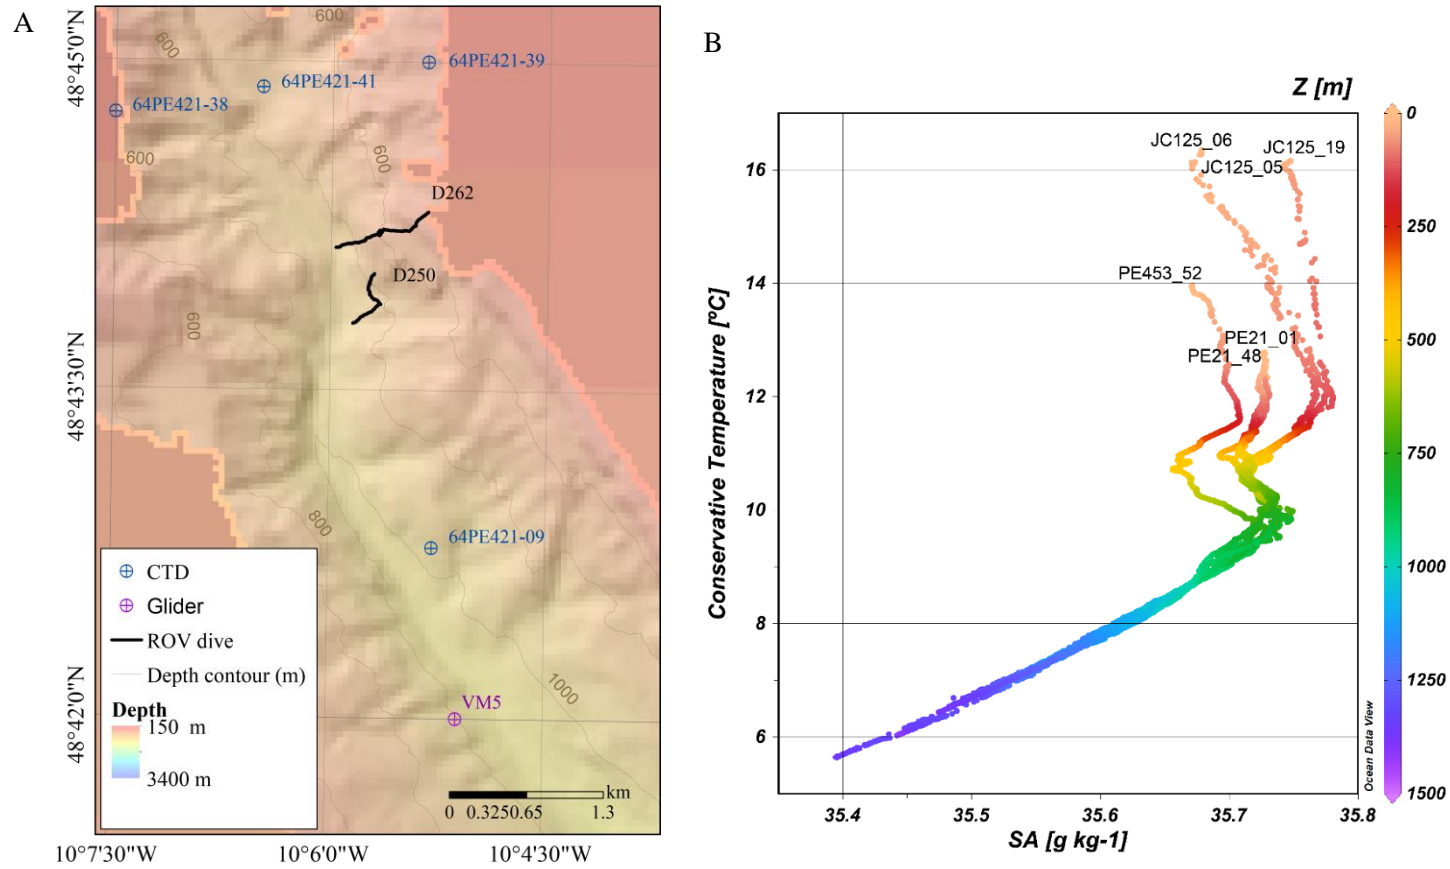 A
48°45'0"N
48°43'30"N
48°42'0"N
600
600
64PE421-39
64PE421-41
64PE421-38
600
600
D262
D250
600
800
64PE421-09
1000
VM5
CTD
Glider
ROV dive
Depth contour (m)
Depth
150 m
3400 m
km
0 0.3250.65 1.3
10°7'30"W 10°6'0"W 10°4'30"W
B
Z [m]
JC125_06
JC125_19
JC125_05
PE453_52
PE21_01
PE21_48
Conservative Temperature [ºC]
16
14
12
10
8
6
35.4 35.5 35.6 35.7 35.8
SA [g kg-1]
Ocean Data View
0
250
500
750
1000
1250
1500